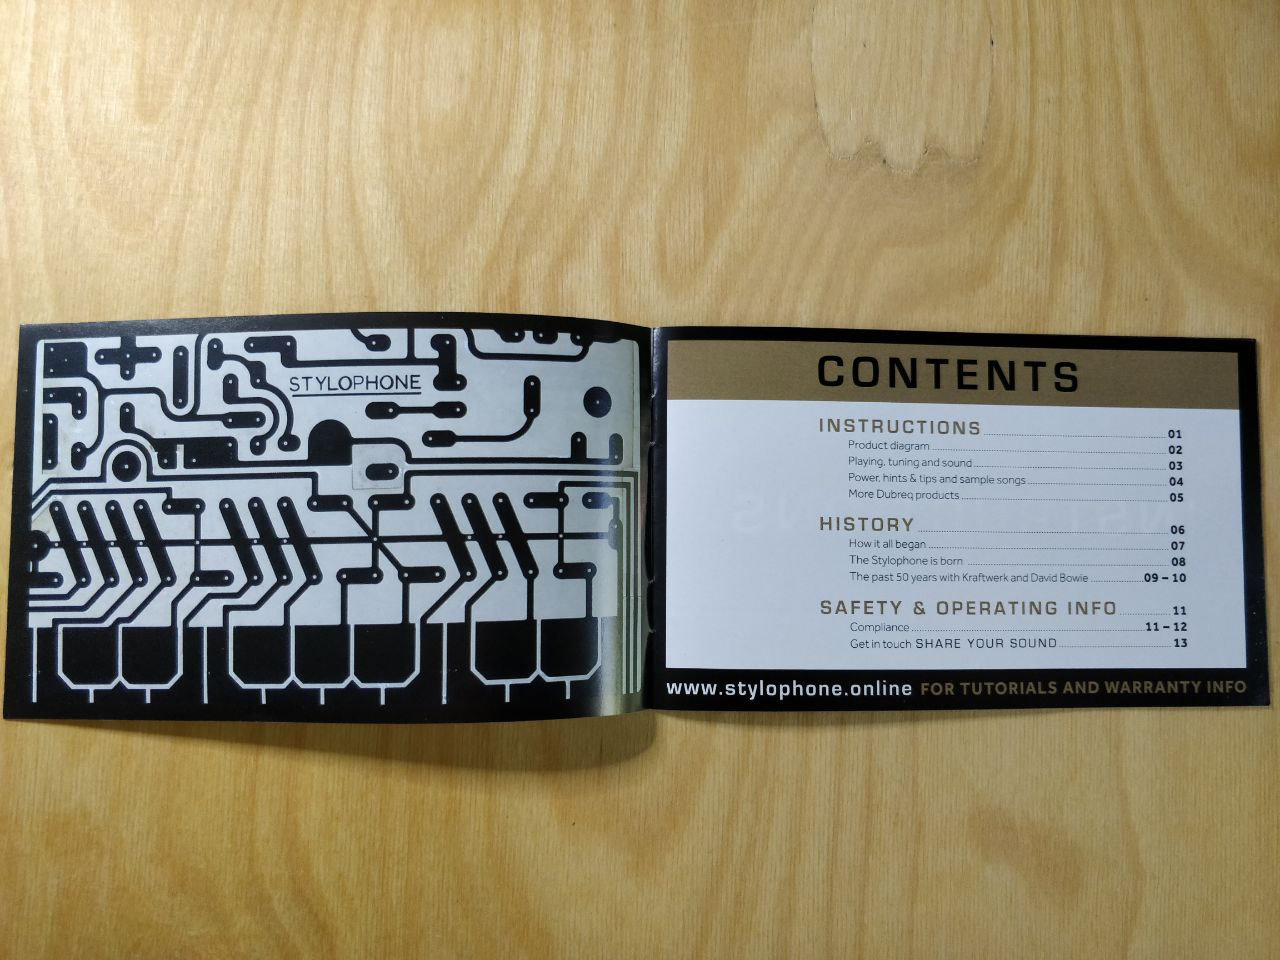 STYLOPHONE
CONTENTS
INSTRUCTIONS 01
Product diagram 02
Playing, tuning and sound 03
Power, hints & tips and sample songs 04
More Dubreq products 05
HISTORY 06
How it all began 07
The Stylophone is born 08
The past 50 years with Kraftwerk and David Bowie 09 – 10
SAFETY & OPERATING INFO 11
Compliance 11 – 12
Get in touch SHARE YOUR SOUND 13
www.stylophone.online FOR TUTORIALS AND WARRANTY INFO